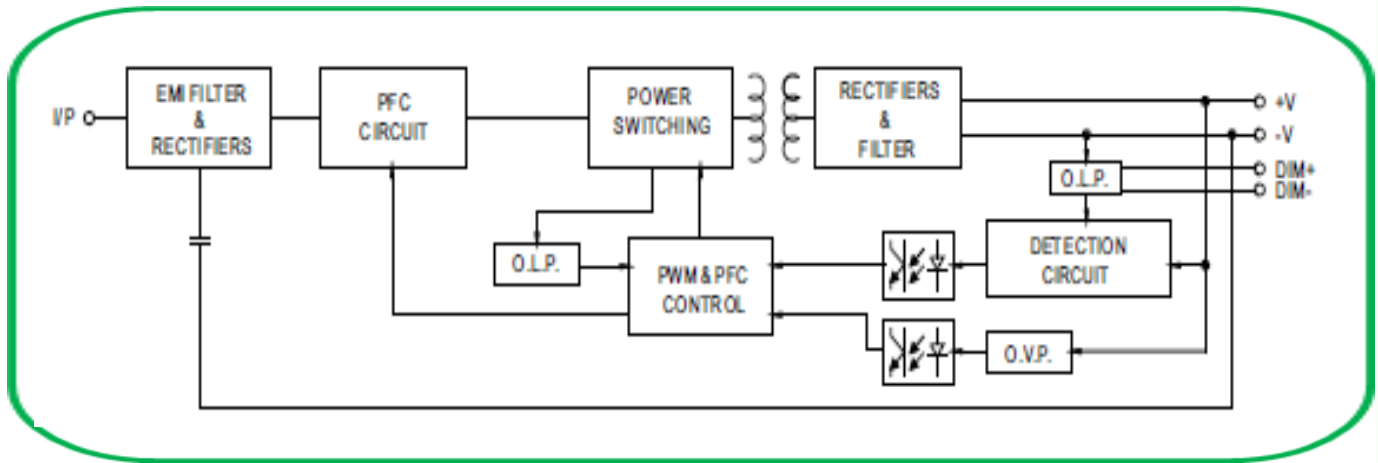 I/P
EMI FILTER
&
RECTIFIERS
PFC
CIRCUIT
POWER
SWITCHING
RECTIFIERS
&
FILTER
+V
-V
DIM+
DIM-
O.L.P.
O.L.P.
PWM&PFC
CONTROL
DETECTION
CIRCUIT
O.V.P.